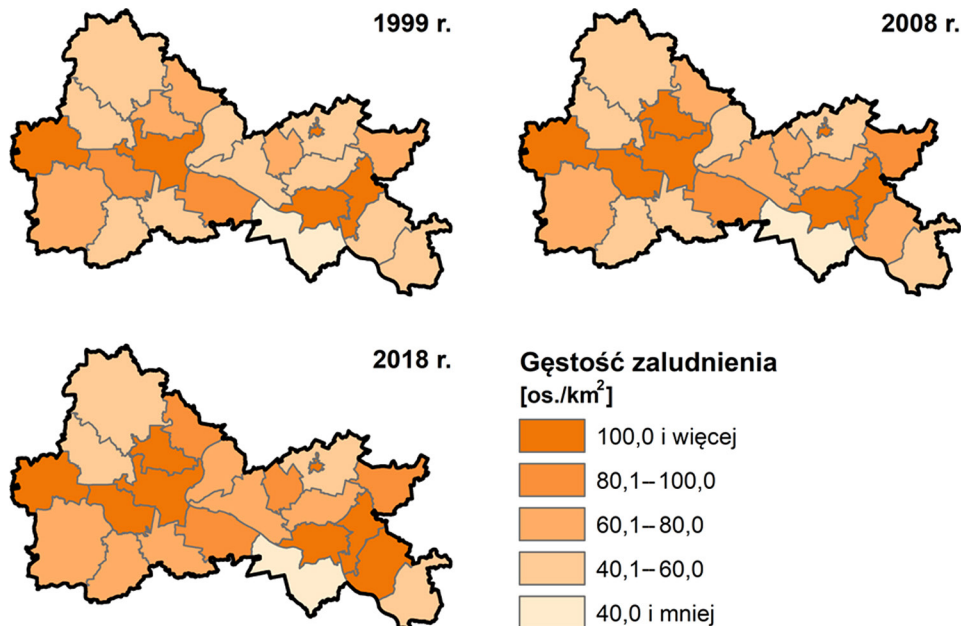 1999 r.
2008 r.
2018 r.
Gęstość zaludnienia
[os./km²]
100,0 i więcej
80,1–100,0
60,1–80,0
40,1–60,0
40,0 i mniej